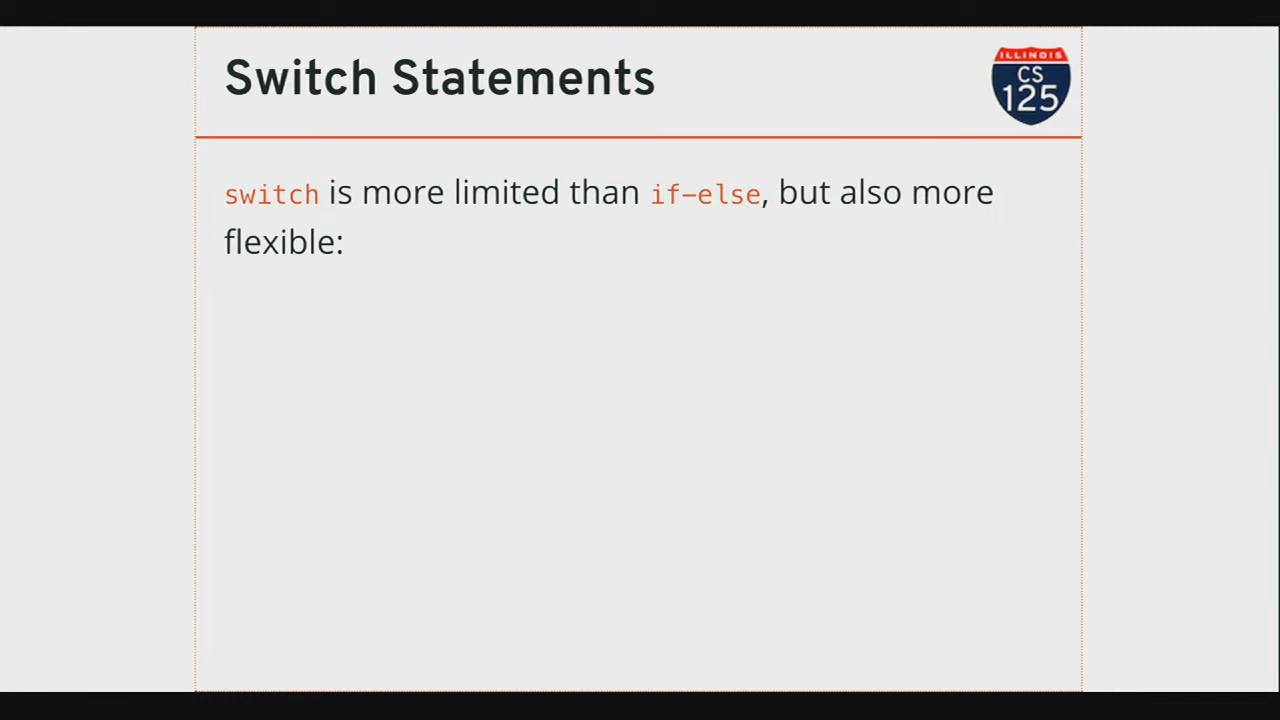 Switch Statements
ILLINOIS
CS
125
switch is more limited than if-else, but also more
flexible: